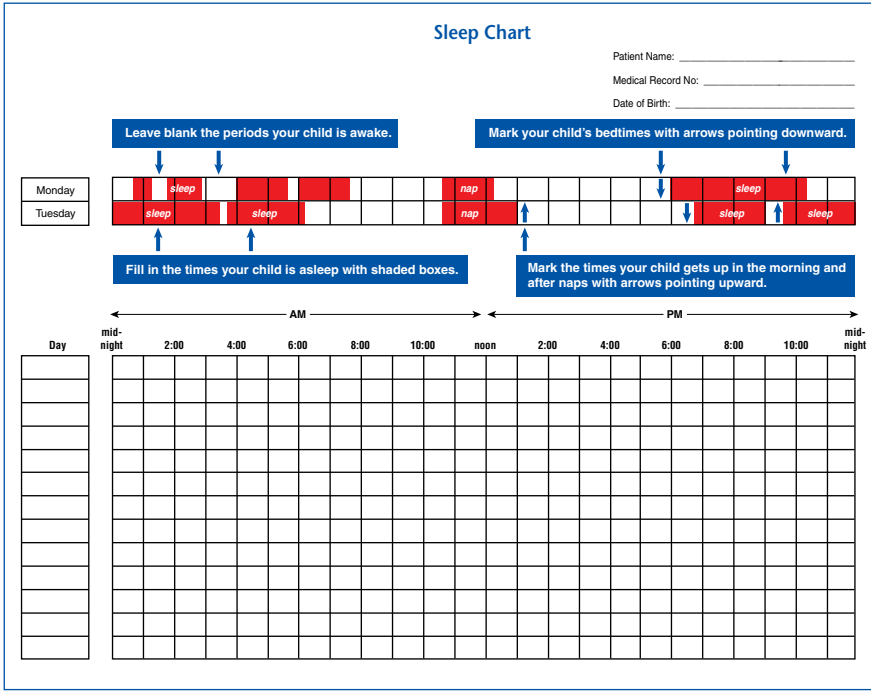 Sleep Chart
Patient Name:
Medical Record No:
Date of Birth:
Leave blank the periods your child is awake.
Mark your child's bedtimes with arrows pointing downward.
Monday
sleep
nap
sleep
Tuesday
sleep
sleep
nap
sleep
sleep
Fill in the times your child is asleep with shaded boxes.
Mark the times your child gets up in the morning and
after naps with arrows pointing upward.
AM
PM
Day
mid-
night
2:00
4:00
6:00
8:00
10:00
noon
2:00
4:00
6:00
8:00
10:00
mid-
night